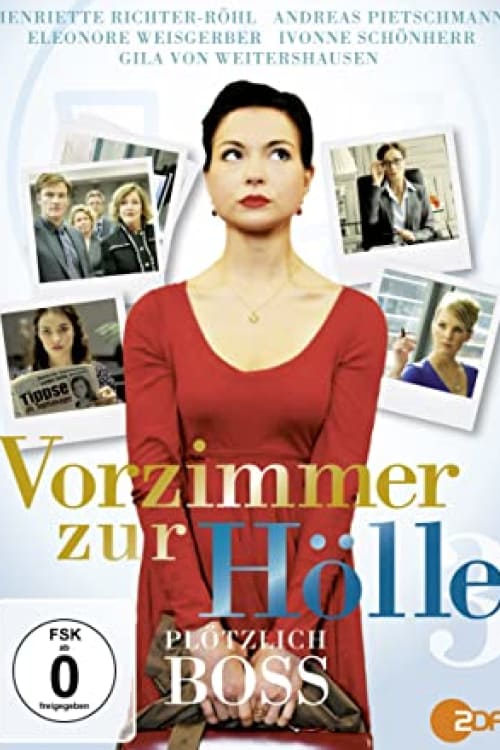 HENRIETTE RICHTER-RÖHL ANDREAS PIETSCHMANN
ELEONORE WEISGERBER IVONNE SCHÖNHERR
GILA VON WEITERSHAUSEN
Tippse
Vorzimmer
zur Hölle
3
PLÖTZLICH
BOSS
FSK
ab
0
freigegeben
ZDF